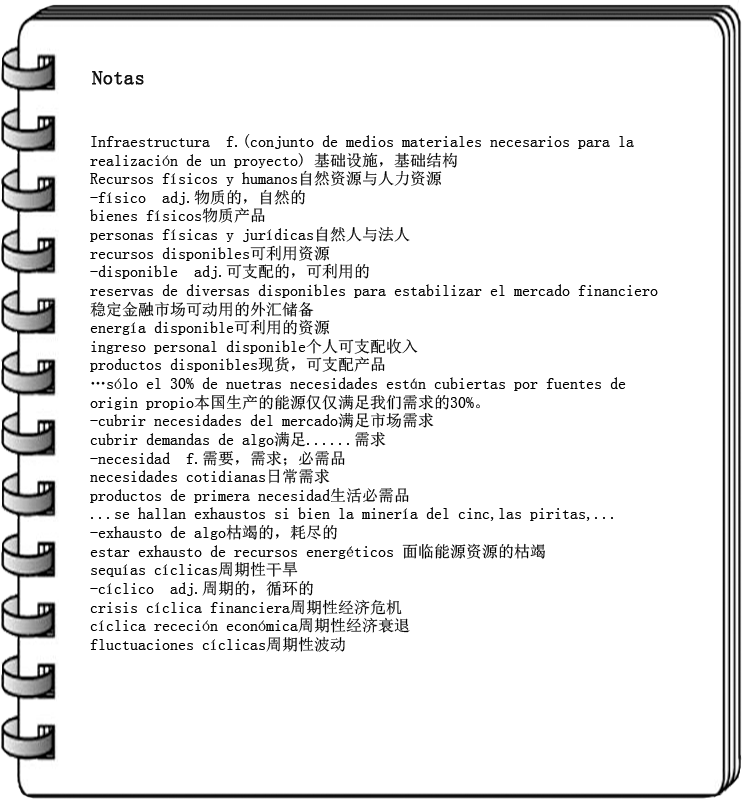 Notas
Infraestructura  f.(conjunto de medios materiales necesarios para la
realización de un proyecto) 基础设施，基础结构
Recursos físicos y humanos自然资源与人力资源
-físico  adj.物质的，自然的
bienes físicos物质产品
personas físicas y jurídicas自然人与法人
recursos disponibles可利用资源
-disponible  adj.可支配的，可利用的
reservas de diversas disponibles para estabilizar el mercado financiero
稳定金融市场可动用的外汇储备
energía disponible可利用的资源
ingreso personal disponible个人可支配收入
productos disponibles现货，可支配产品
…sólo el 30% de nuetras necesidades están cubiertas por fuentes de
origin propio本国生产的能源仅仅满足我们需求的30%。
-cubrir necesidades del mercado满足市场需求
cubrir demandas de algo满足......需求
-necesidad  f.需要，需求；必需品
necesidades cotidianas日常需求
productos de primera necesidad生活必需品
...se hallan exhaustos si bien la minería del cinc,las piritas,...
-exhausto de algo枯竭的，耗尽的
estar exhausto de recursos energéticos 面临能源资源的枯竭
sequías cíclicas周期性干旱
-cíclico  adj.周期的，循环的
crisis cíclica financiera周期性经济危机
cíclica receción económica周期性经济衰退
fluctuaciones cíclicas周期性波动